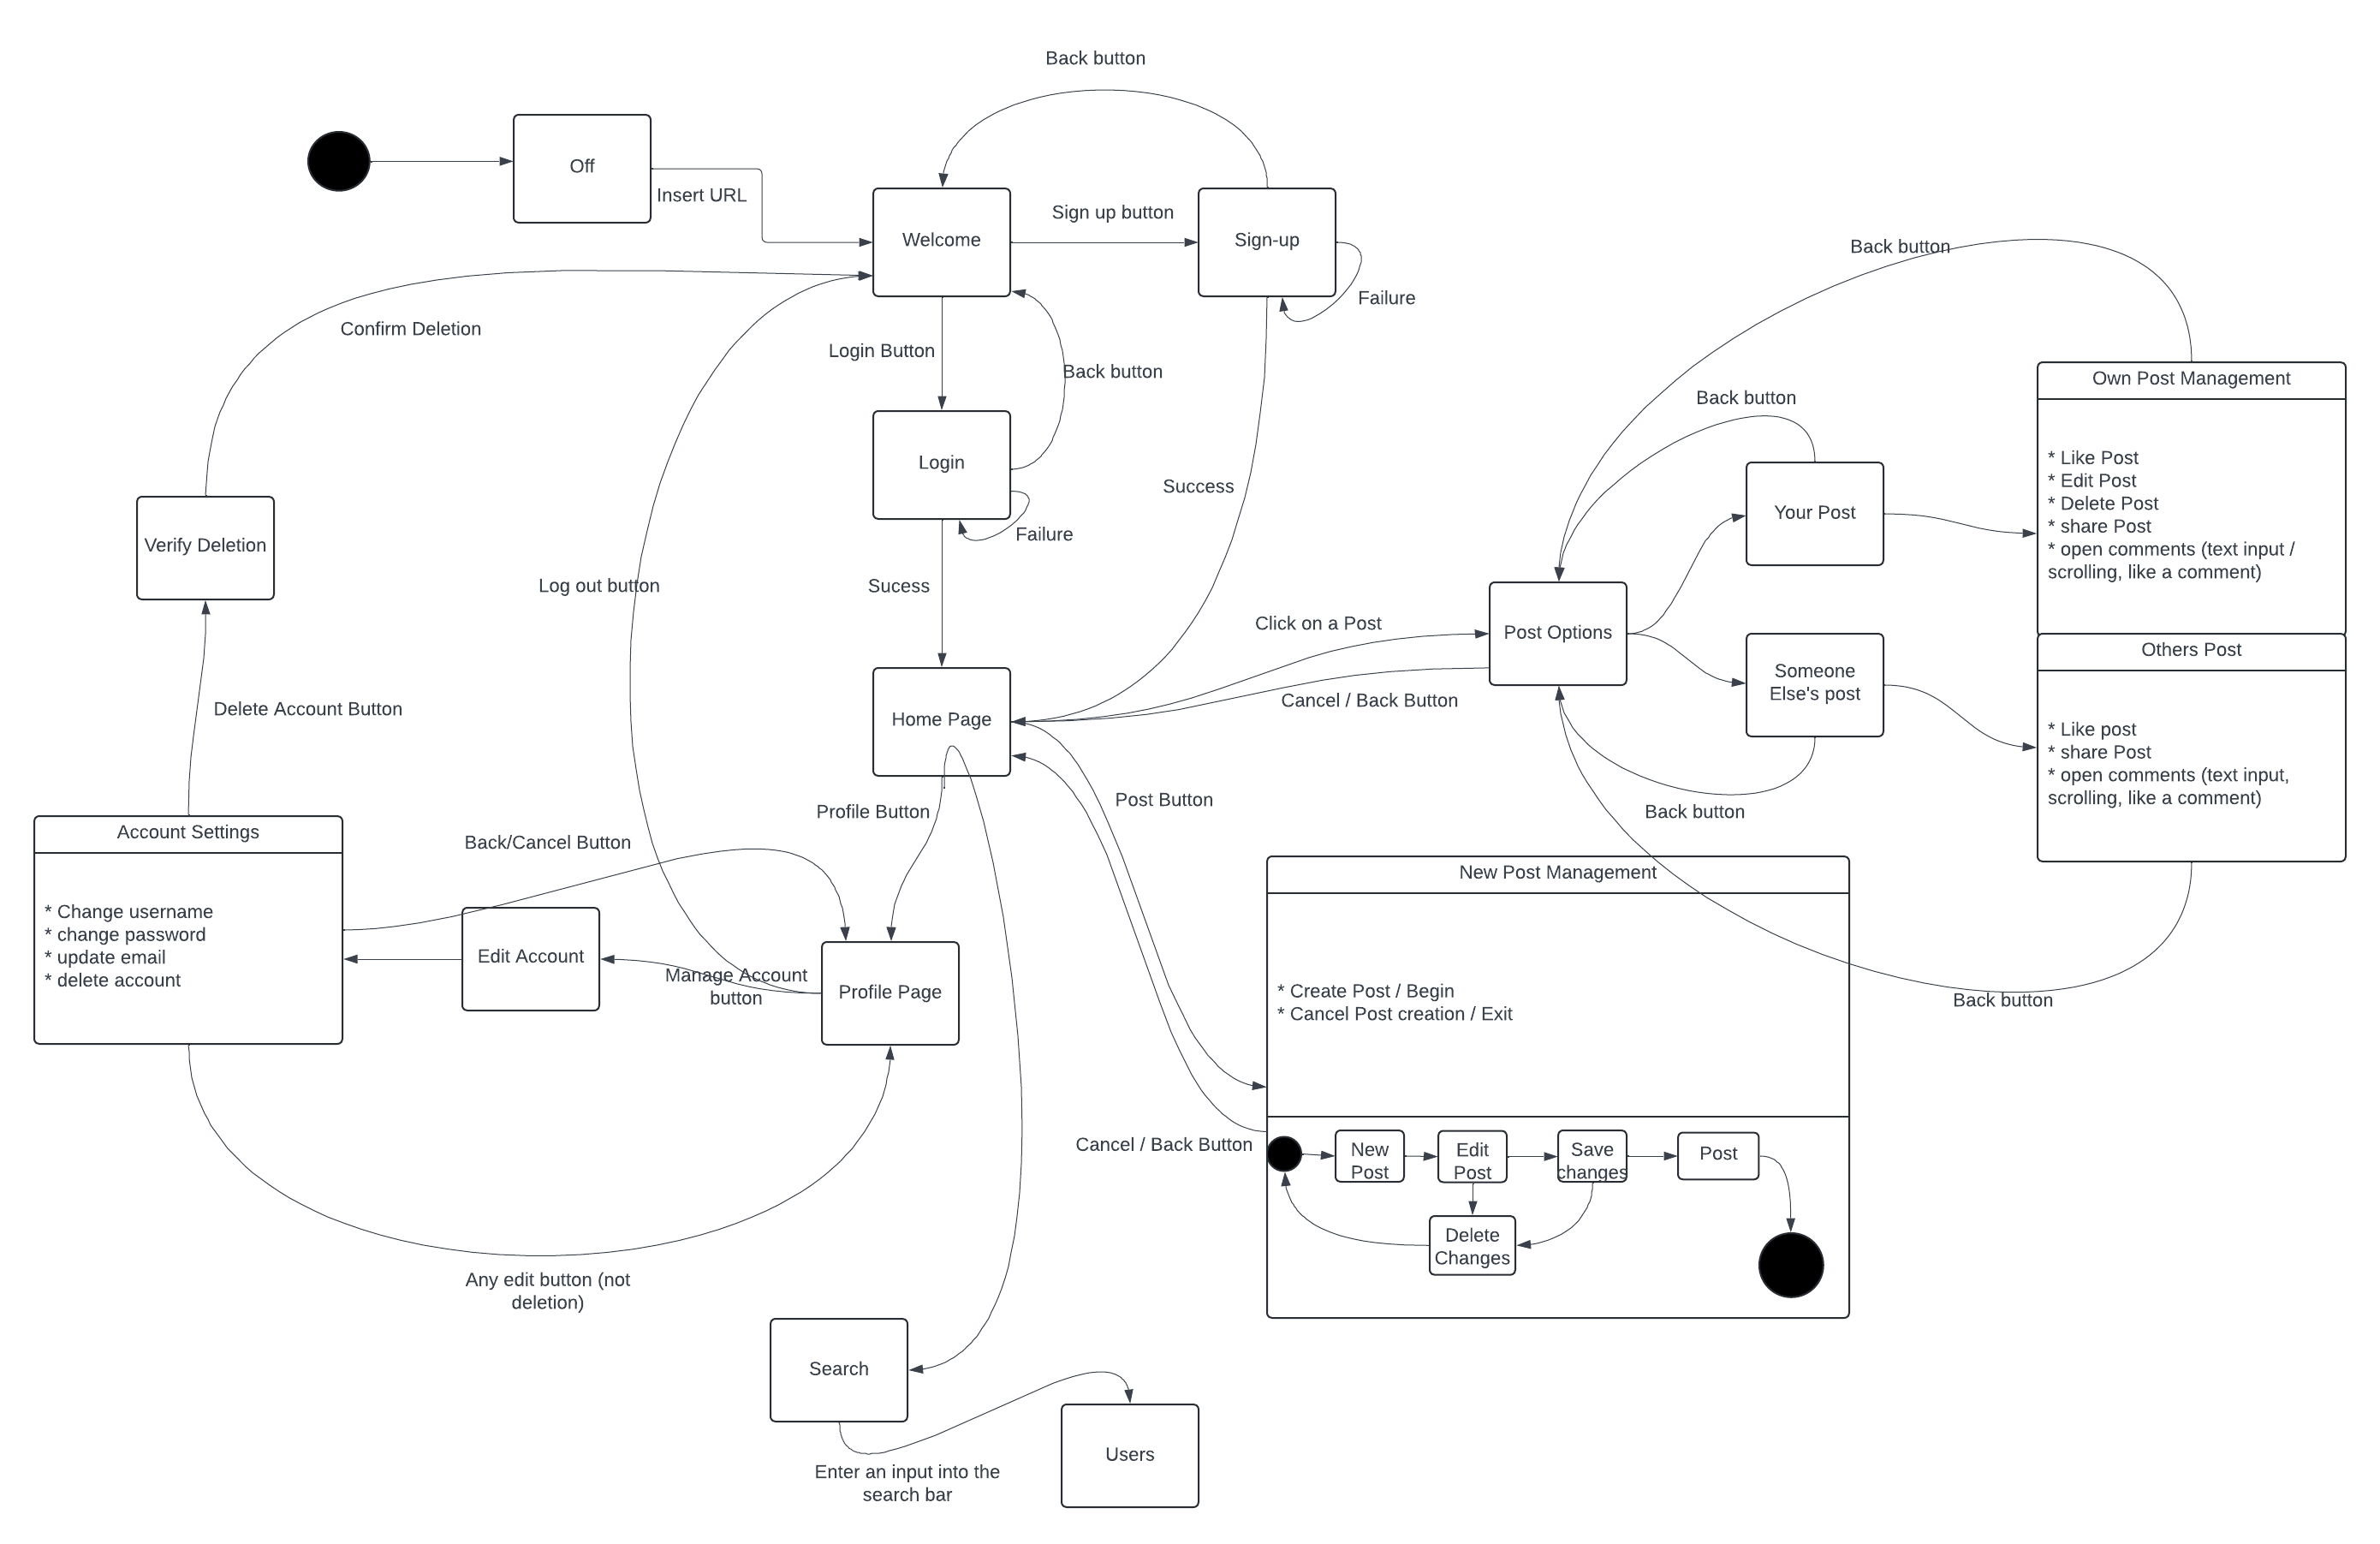 Back button
Off
Insert URL
Welcome
Sign up button
Sign-up
Failure
Back button
Confirm Deletion
Login Button
Back button
Own Post Management
* Like Post
* Edit Post
* Delete Post
* share Post
* open comments (text input /
scrolling, like a comment)
Back button
Login
Success
Your Post
Failure
Verify Deletion
Log out button
Sucess
Click on a Post
Post Options
Others Post
* Like post
* share Post
* open comments (text input,
scrolling, like a comment)
Someone
Else's post
Cancel / Back Button
Delete Account Button
Home Page
Post Button
Profile Button
Back button
Account Settings
* Change username
* change password
* update email
* delete account
Back/Cancel Button
Edit Account
Manage Account
button
Profile Page
New Post Management
* Create Post / Begin
* Cancel Post creation / Exit
Back button
Cancel / Back Button
New
Post
Edit
Post
Save
changes
Post
Delete
Changes
Any edit button (not
deletion)
Search
Users
Enter an input into the
search bar